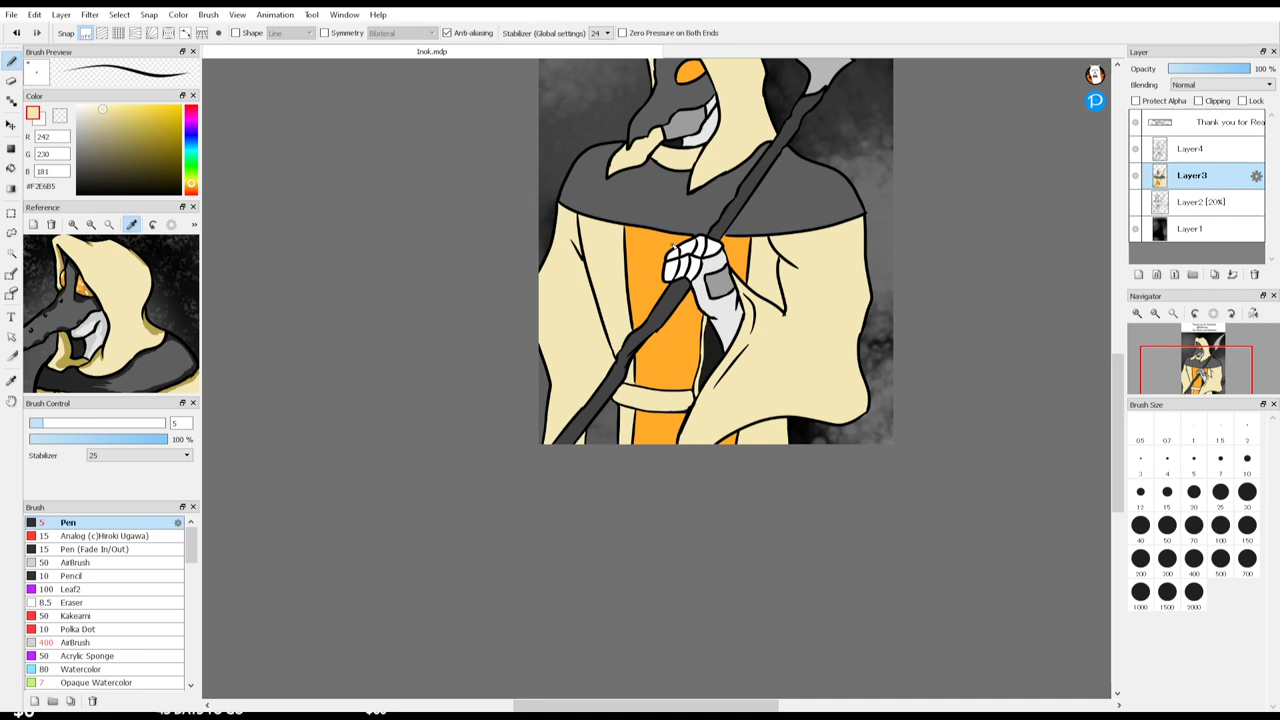 File Edit Layer Filter Select Snap Color Brush View Animation Tool Window Help
Snap OFF Shape Line Symmetry Bilateral Anti-aliasing Stabilizer (Global settings) 24 Zero Pressure on Both Ends
Brush Preview
Inok.mdp
Color
R 242
G 230
B 181
#F2E6B5
Reference
Brush Control
5
100 %
Stabilizer 25
Brush
5 Pen
15 Analog (c)Hiroki Ugawa)
15 Pen (Fade In/Out)
50 AirBrush
10 Pencil
100 Leaf2
8.5 Eraser
50 Kakeami
10 Polka Dot
400 AirBrush
50 Acrylic Sponge
80 Watercolor
7 Opaque Watercolor
Layer
Opacity 100 %
Blending Normal
Protect Alpha Clipping Lock
Thank you for Rea
Layer4
Layer3
Layer2 [20%]
Layer1
Navigator
Brush Size
0.5 0.7 1 1.5 2
3 4 5 7 10
12 15 20 25 30
40 50 70 100 150
200 300 400 500 700
1000 1500 2000